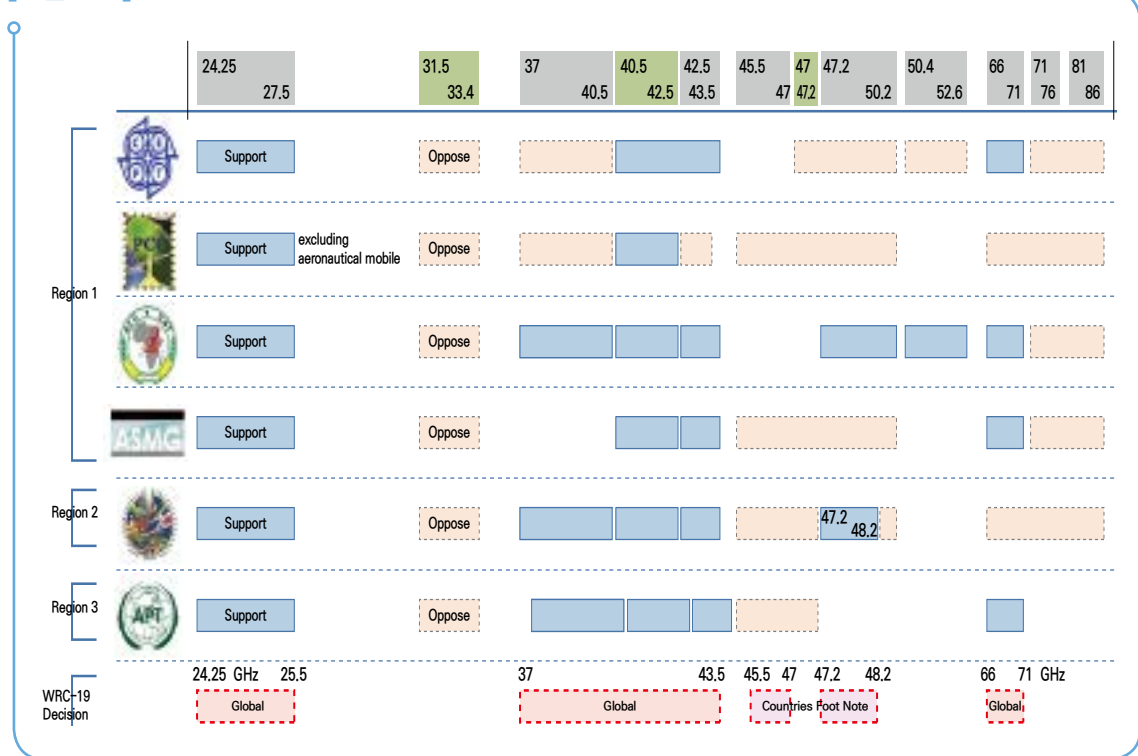 24.25 31.5 37 40.5 42.5 45.5 47 47.2 50.4 66 71 81
27.5 33.4 40.5 42.5 43.5 47 47.2 50.2 52.6 71 76 86
Support Oppose
PCC
Support excluding Oppose
aeronautical mobile
Region 1
Support Oppose
ASMG Support Oppose
Region 2 Support Oppose 47.2
48.2
Region 3 APT Support Oppose
24.25 GHz 25.5 37 43.5 45.5 47 47.2 48.2 66 71 GHz
WRC-19
Decision
Global Global Countries Foot Note Global